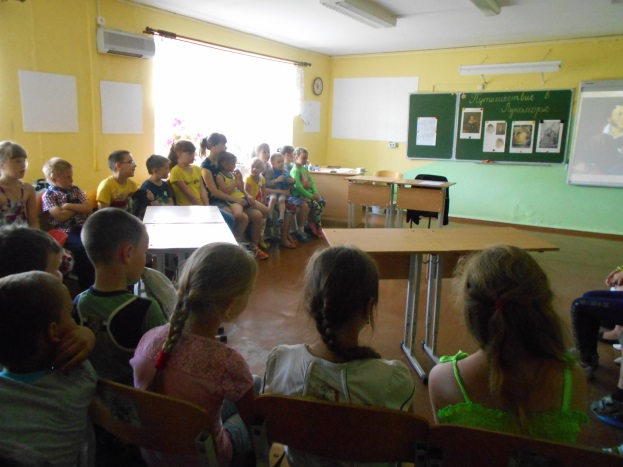 Путешествие в
Лукоморье